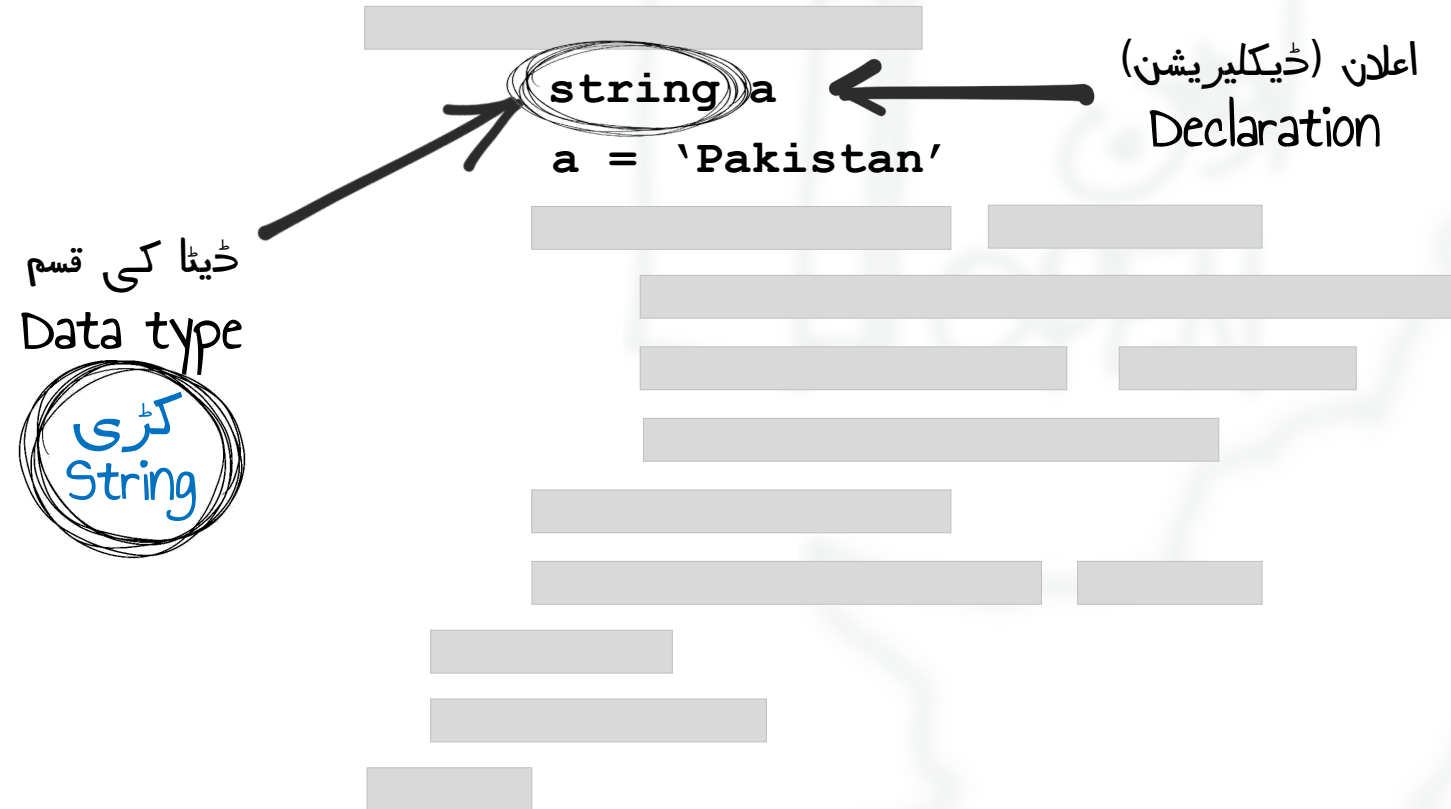 string a
a = ‘Pakistan’
اعلان (ڈیکلیریشن)
Declaration
ڈیٹا کی قسم
Data type
کڑی
String